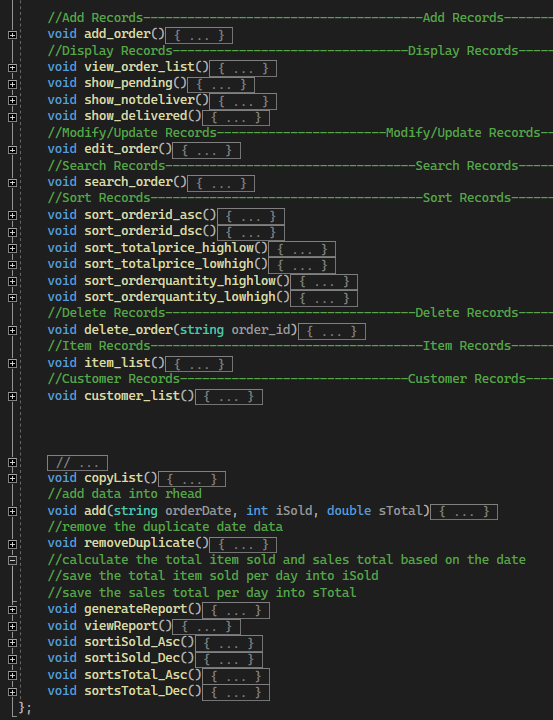 //Add Records--------------------------------------Add Records-------
void add_order(){ ... }
//Display Records--------------------------------Display Records-----
void view_order_list(){ ... }
void show_pending(){ ... }
void show_notdeliver(){ ... }
void show_delivered(){ ... }
//Modify/Update Records-----------------------Modify/Update Records--
void edit_order(){ ... }
//Search Records----------------------------------Search Records-----
void search_order(){ ... }
//Sort Records-------------------------------------Sort Records------
void sort_orderid_asc(){ ... }
void sort_orderid_dsc(){ ... }
void sort_totalprice_highlow(){ ... }
void sort_totalprice_lowhigh(){ ... }
void sort_orderquantity_highlow(){ ... }
void sort_orderquantity_lowhigh(){ ... }
//Delete Records----------------------------------Delete Records-----
void delete_order(string order_id){ ... }
//Item Records-------------------------------------Item Records------
void item_list(){ ... }
//Customer Records-------------------------------Customer Records----
void customer_list(){ ... }
// ...
void copyList(){ ... }
//add data into rhead
void add(string orderDate, int iSold, double sTotal){ ... }
//remove the duplicate date data
void removeDuplicate(){ ... }
//calculate the total item sold and sales total based on the date
//save the total item sold per day into iSold
//save the sales total per day into sTotal
void generateReport(){ ... }
void viewReport(){ ... }
void sortiSold_Asc(){ ... }
void sortiSold_Dec(){ ... }
void sortsTotal_Asc(){ ... }
void sortsTotal_Dec(){ ... }
};